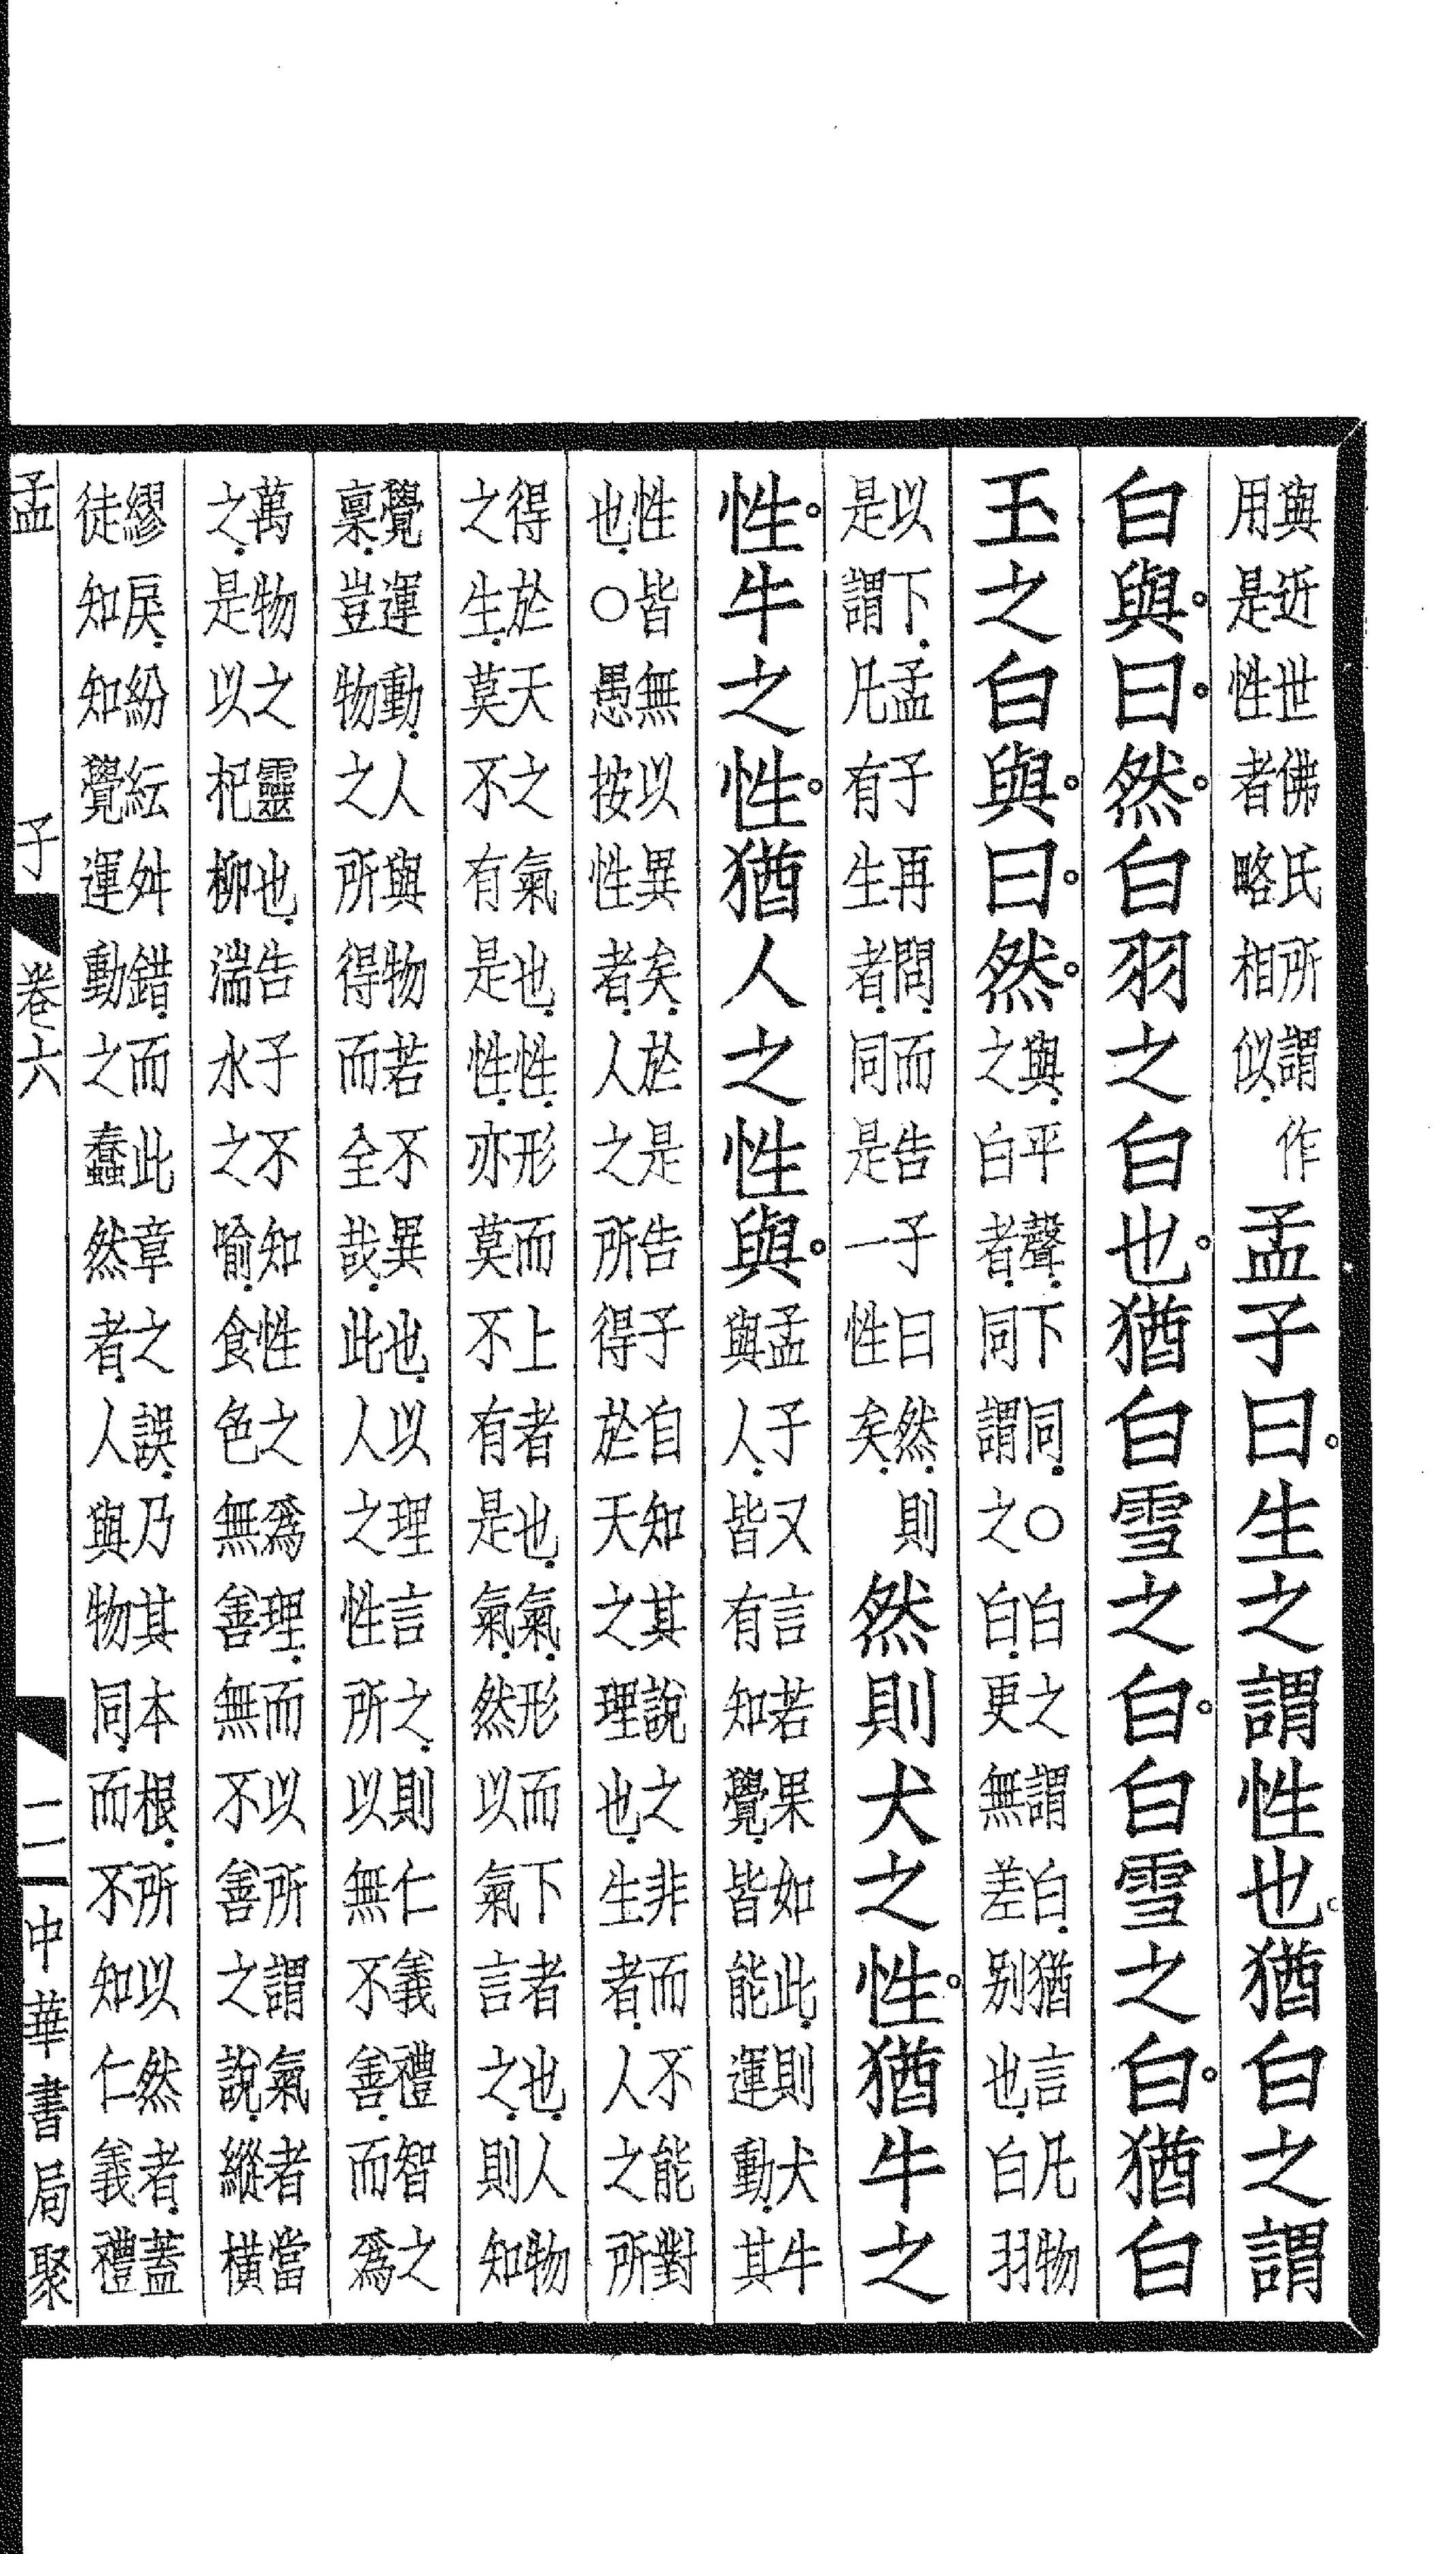 與近世佛氏所謂作用是性者略相似.孟子曰。生之謂性也。猶白之謂
白與。曰。然。白羽之白也。猶白雪之白。白雪之白。猶白
玉之白與。曰。然。與.平聲.下同.○白之謂白.猶言凡物之白者.同謂之白.更無差別也.白羽
以下.孟子再問.而告子曰然.則是謂凡有生者.同是一性矣.然則犬之性。猶牛之
性。牛之性。猶人之性與。孟子又言若果如此.則犬牛與人.皆有知覺.皆能運動.其
性皆無以異矣.於是告子自知其說之非而不能對也.○愚按性者.人之所得於天之理也.生者.人之所
得於天之氣也.性.形而上者也.氣.形而下者也.人物之生.莫不有是性.亦莫不有是氣.然以氣言之.則知
覺運動.人與物若不異也.以理言之.則仁義禮智之稟.豈物之所得而全哉.此人之性所以無不善.而爲
萬物之靈也.告子不知性之爲理.而以所謂氣者當之.是以杞柳湍水之喻.食色無善無不善之說.縱橫
繆戾.紛紜舛錯.而此章之誤.乃其本根.所以然者.蓋徒知知覺運動之蠢然者.人與物同.而不知仁義禮
孟子 卷六 二 中華書局聚